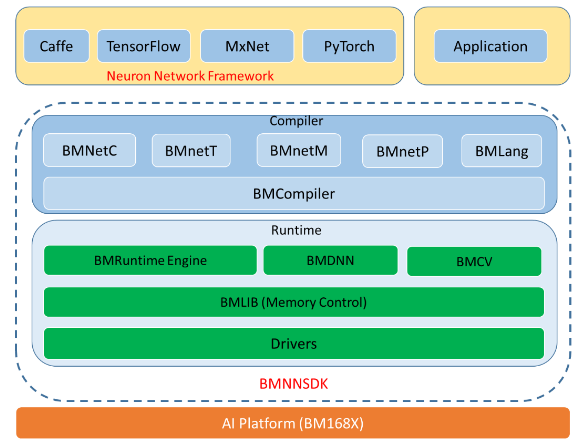 Caffe
TensorFlow
MxNet
PyTorch
Application
Neuron Network Framework
Compiler
BMNetC
BMnetT
BMnetM
BMnetP
BMLang
BMCompiler
Runtime
BMRuntime Engine
BMDNN
BMCV
BMLIB (Memory Control)
Drivers
BMNNSDK
AI Platform (BM168X)